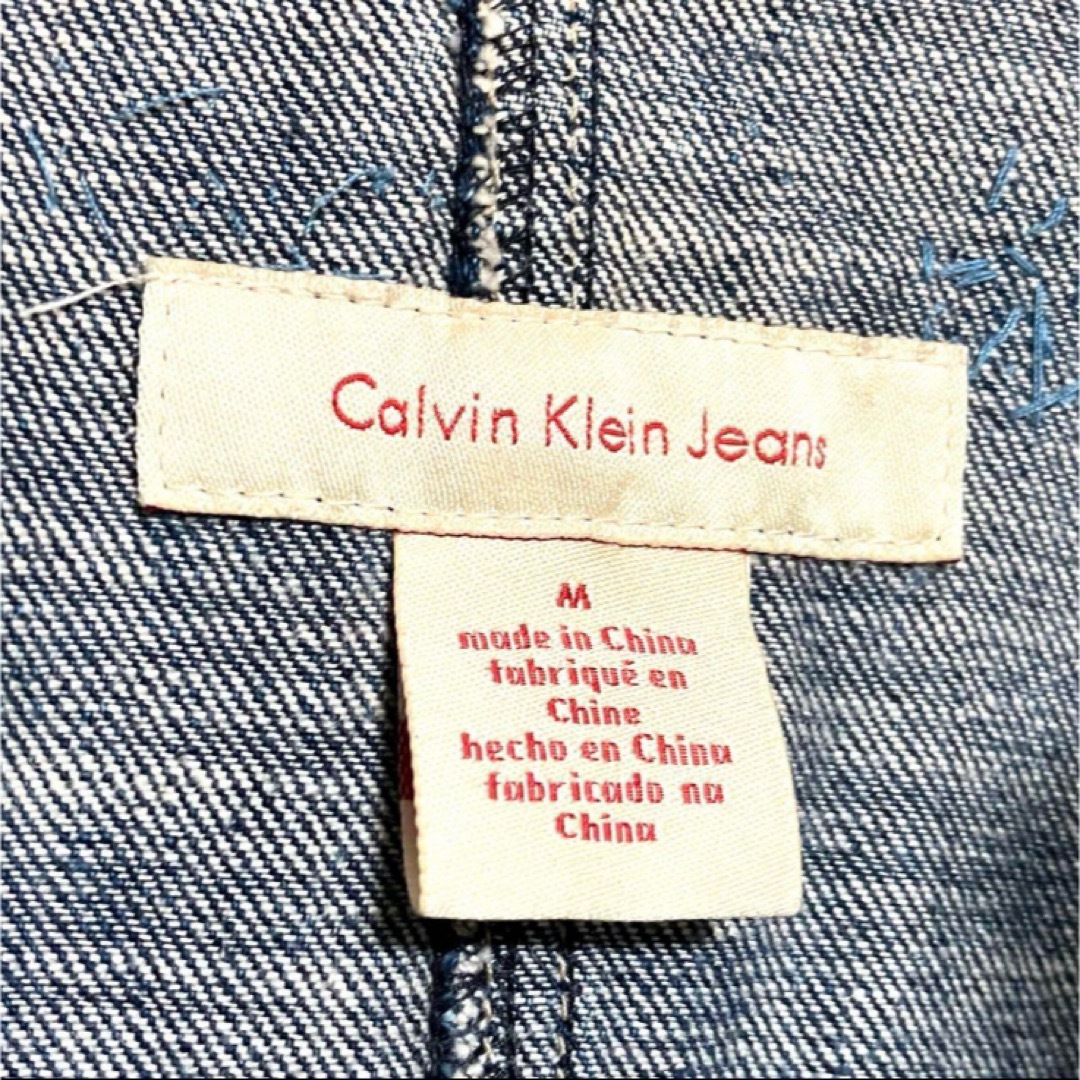 Calvin Klein Jeans
M
made in China
fabriqué en
Chine
hecho en China
fabricado na
China